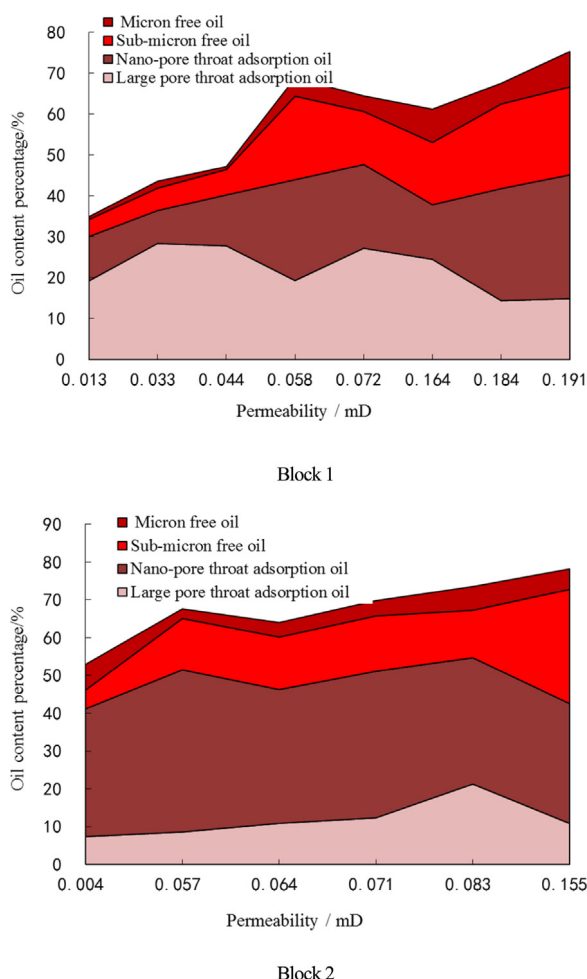 Micron free oil
Sub-micron free oil
Nano-pore throat adsorption oil
Large pore throat adsorption oil
80
70
60
50
40
30
20
10
0
Oil content percentage/%
0.013 0.033 0.044 0.058 0.072 0.164 0.184 0.191
Permeability / mD
Block 1
Micron free oil
Sub-micron free oil
Nano-pore throat adsorption oil
Large pore throat adsorption oil
90
80
70
60
50
40
30
20
10
0
Oil content percentage/%
0.004 0.057 0.064 0.071 0.083 0.155
Permeability / mD
Block 2